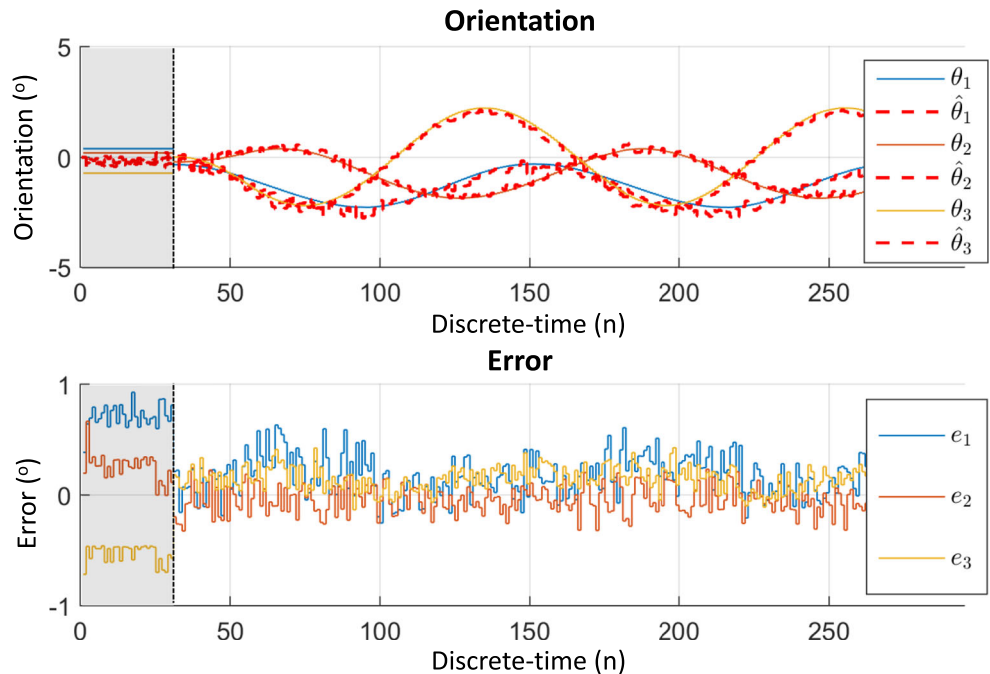 Orientation
Orientation (º)
5
0
-5
0 50 100 150 200 250
Discrete-time (n)
θ₁
θ̂₁
θ₂
θ̂₂
θ₃
θ̂₃
Error
Error (º)
1
0
-1
0 50 100 150 200 250
Discrete-time (n)
e₁
e₂
e₃